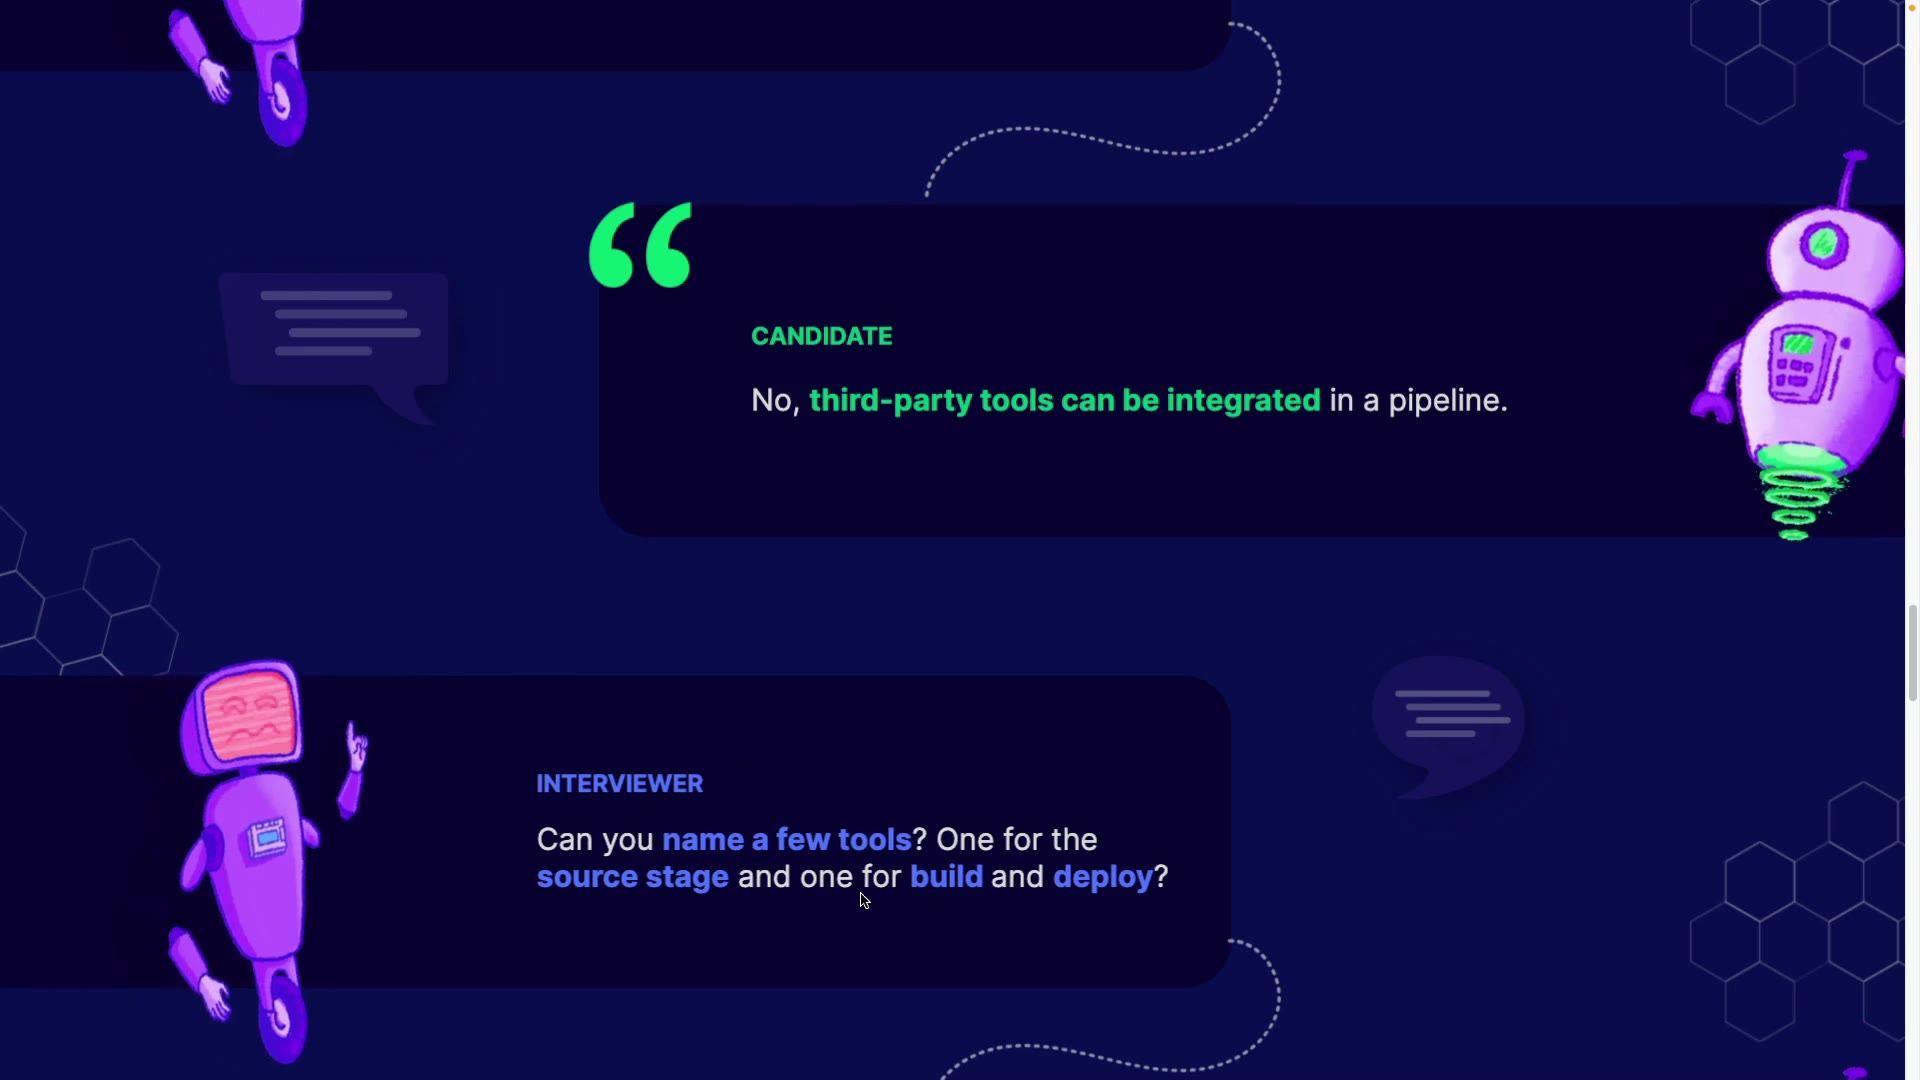 CANDIDATE
No, third-party tools can be integrated in a pipeline.
INTERVIEWER
Can you name a few tools? One for the
source stage and one for build and deploy?